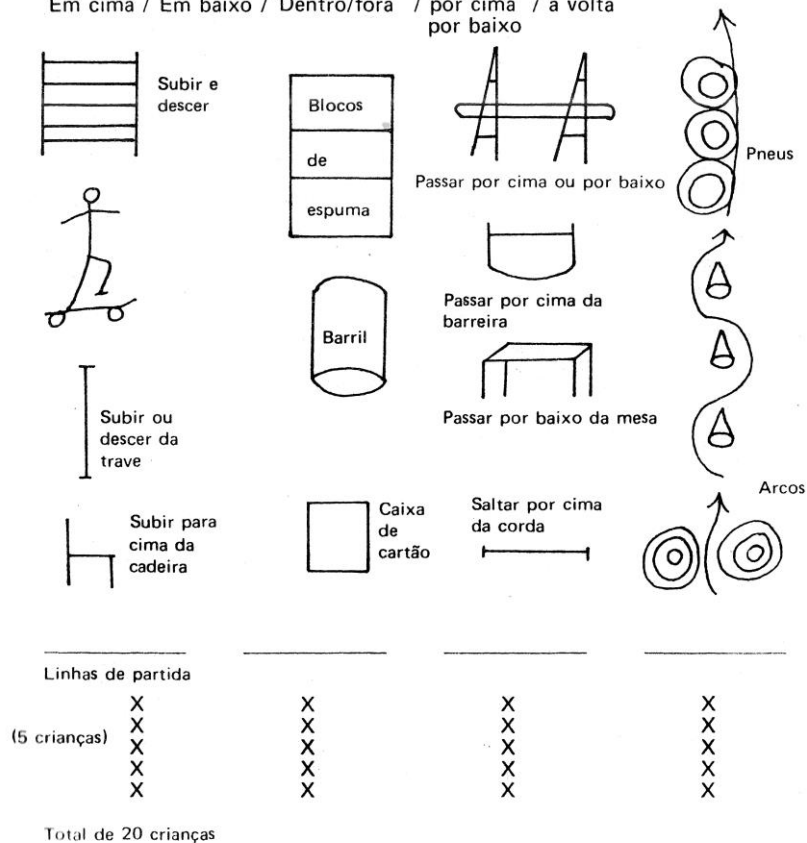 Em cima / Em baixo / Dentro/fora / por cima / à volta
por baixo
Subir e
descer
Blocos
de
espuma
Passar por cima ou por baixo
Pneus
Barril
Passar por cima da
barreira
Passar por baixo da mesa
Subir ou
descer da
trave
Arcos
Subir para
cima da
cadeira
Caixa
de
cartão
Saltar por cima
da corda
Linhas de partida
X X X X
X X X X
(5 crianças) X X X X
X X X X
X X X X
Total de 20 crianças